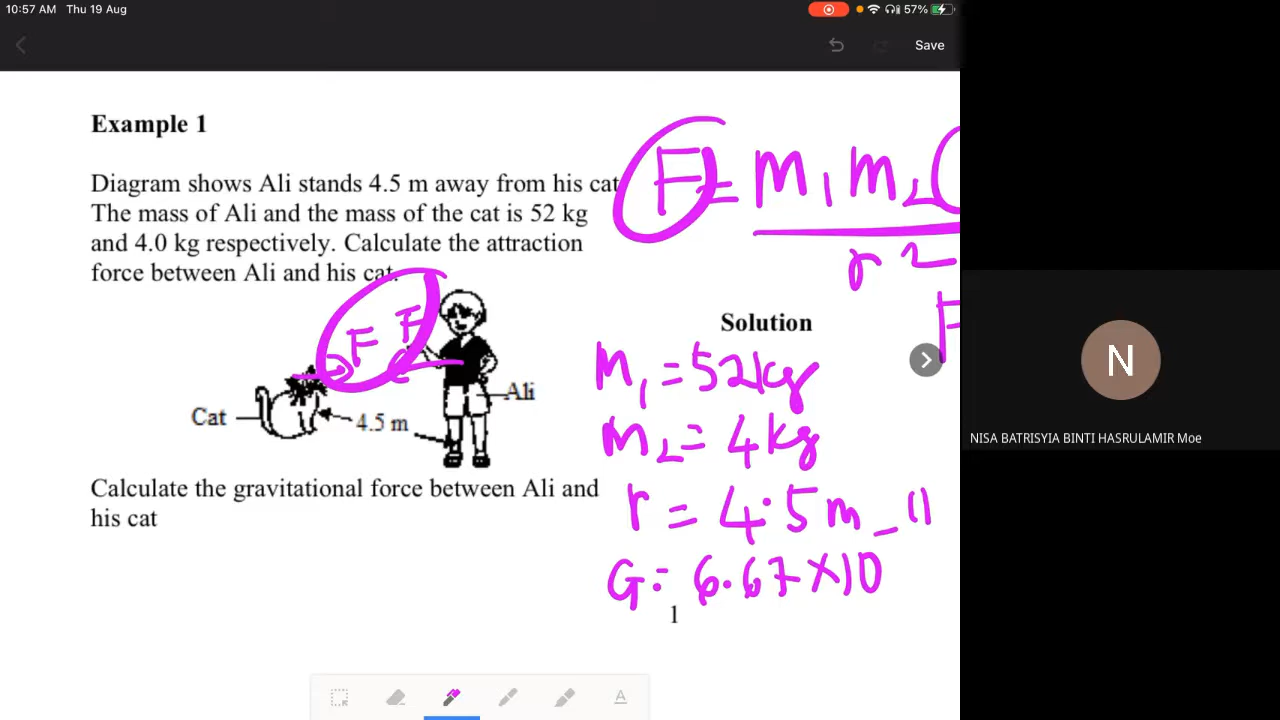 10:57 AM Thu 19 Aug
57%
Save
Example 1
Diagram shows Ali stands 4.5 m away from his cat
The mass of Ali and the mass of the cat is 52 kg
and 4.0 kg respectively. Calculate the attraction
force between Ali and his cat.
F = m₁ m₂
r²
F
F F
Solution
m₁ = 52kg
m₂ = 4kg
r = 4.5m
G = 6.67 × 10⁻¹¹
Cat
4.5 m
Ali
Calculate the gravitational force between Ali and
his cat
1
A
N
NISA BATRISYIA BINTI HASRULAMIR Moe